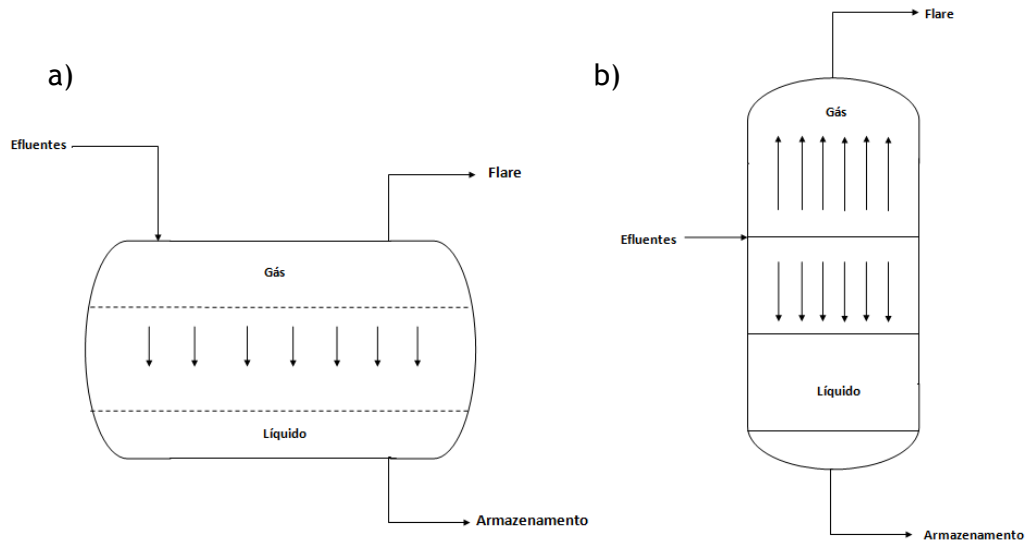 a)
Efluentes
Flare
Gás
Líquido
Armazenamento
b)
Flare
Gás
Efluentes
Líquido
Armazenamento